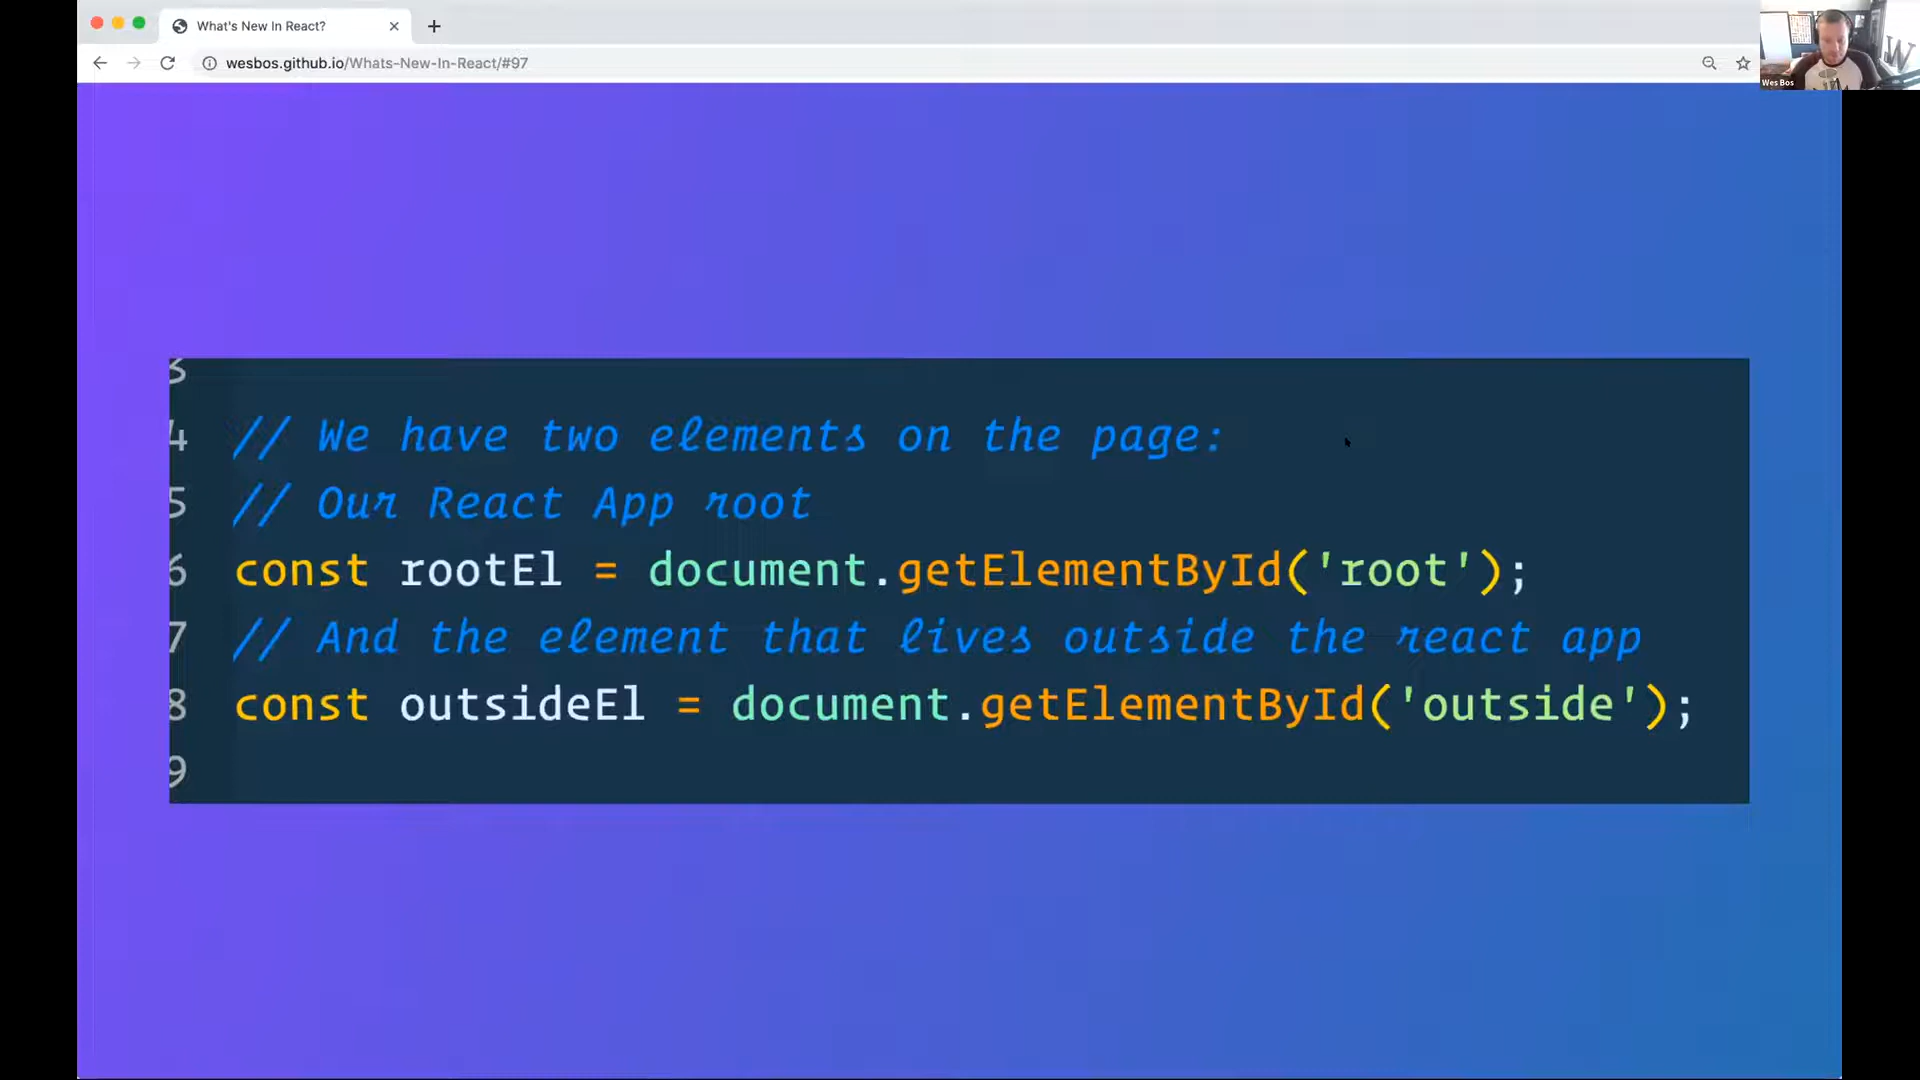 What's New In React?
wesbos.github.io/Whats-New-In-React/#97
Wes Bos
3
4 // We have two elements on the page:
5 // Our React App root
6 const rootEl = document.getElementById('root');
7 // And the element that lives outside the react app
8 const outsideEl = document.getElementById('outside');
9